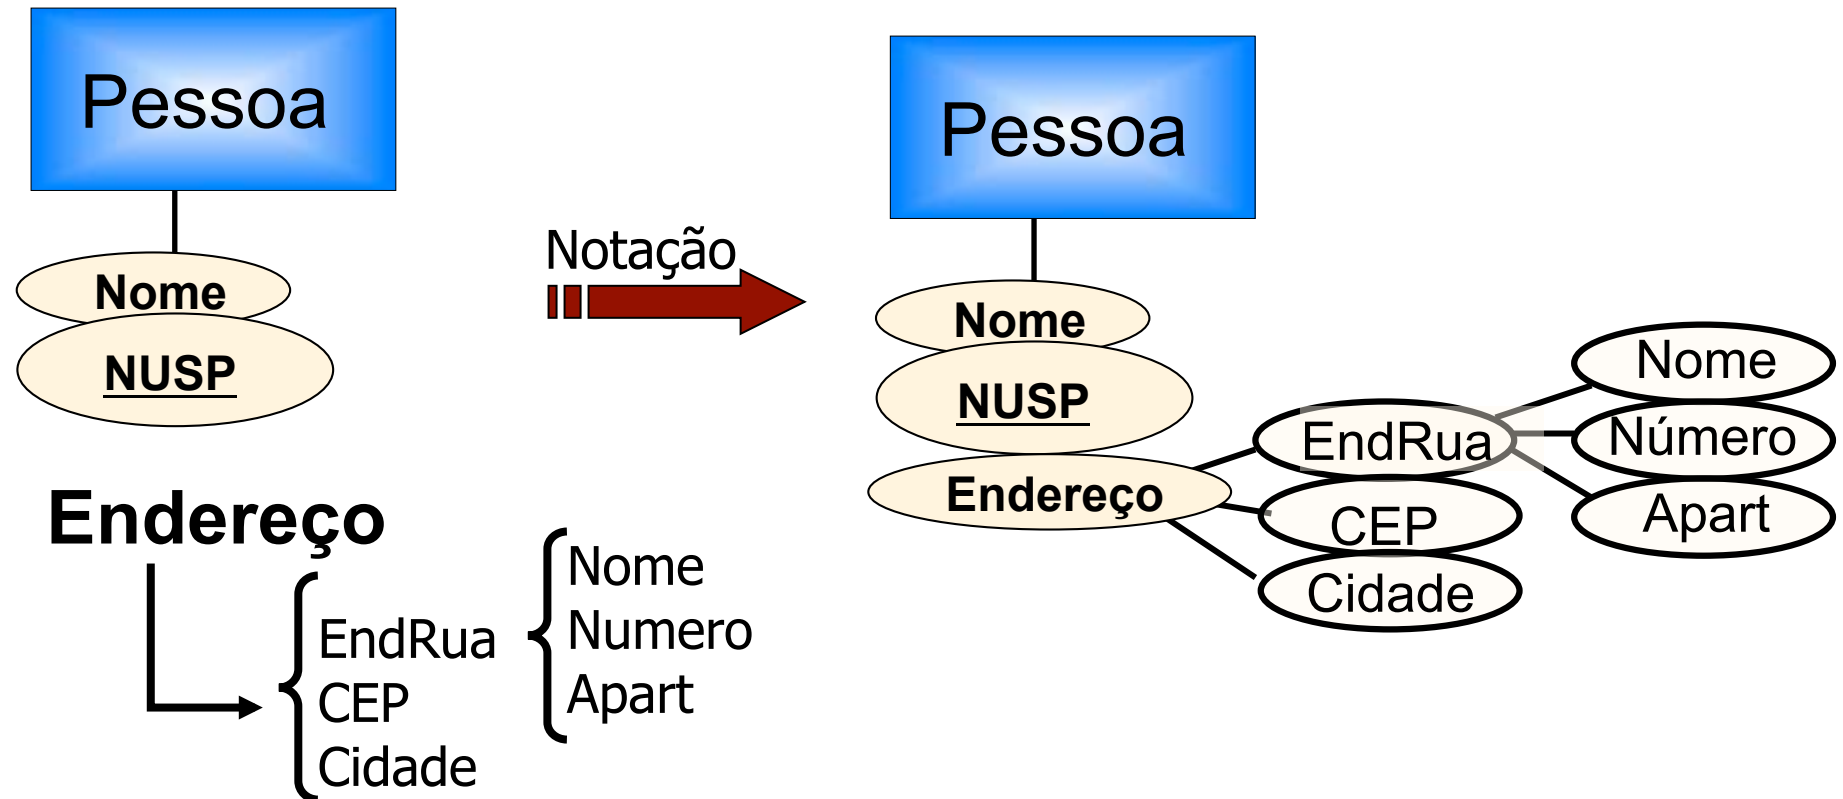 Pessoa
Nome
NUSP
Endereço
EndRua
CEP
Cidade
Nome
Numero
Apart
Notação
Pessoa
Nome
NUSP
Endereço
EndRua
CEP
Cidade
Nome
Número
Apart